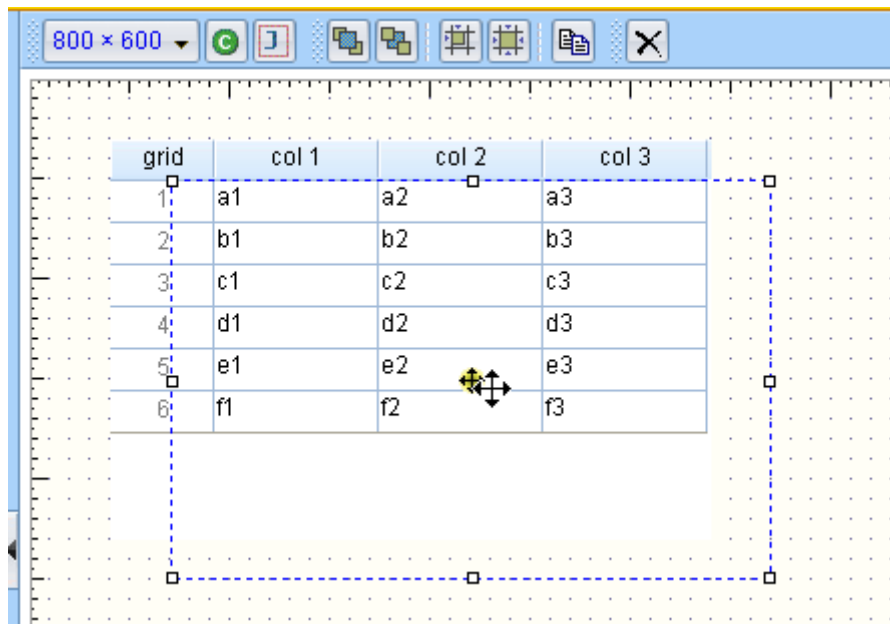 800 × 600
C J
grid col 1 col 2 col 3
1 a1 a2 a3
2 b1 b2 b3
3 c1 c2 c3
4 d1 d2 d3
5 e1 e2 e3
6 f1 f2 f3